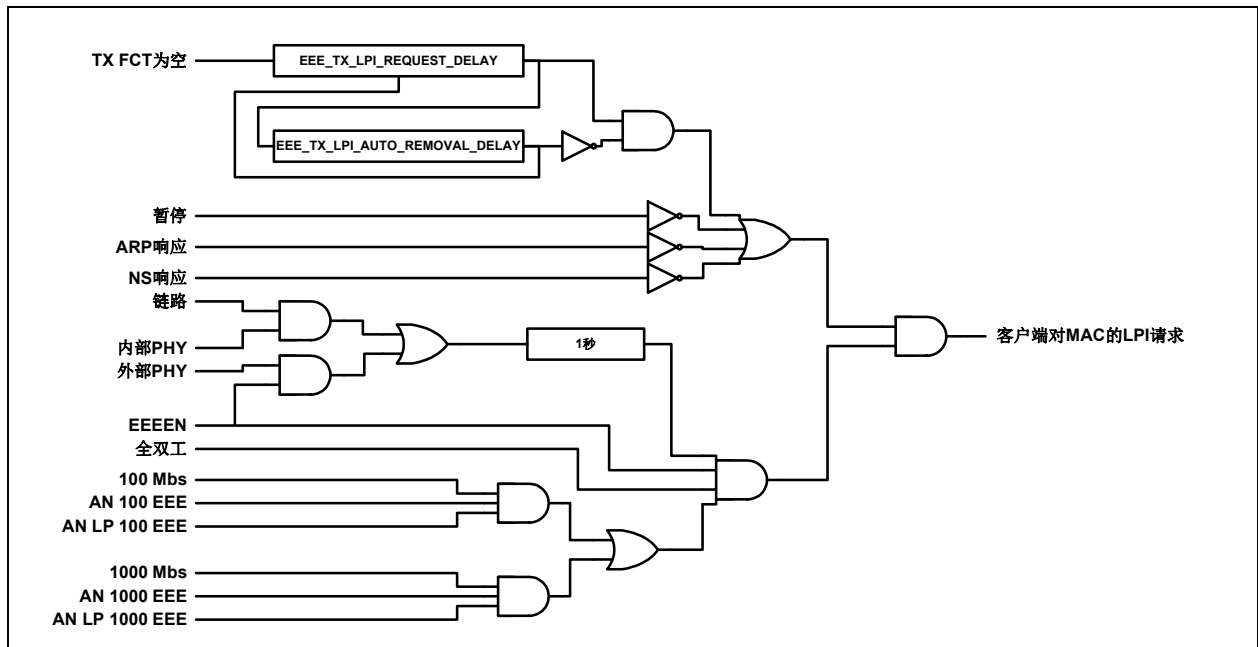 TX FCT为空
EEE_TX_LPI_REQUEST_DELAY
EEE_TX_LPI_AUTO_REMOVAL_DELAY
暂停
ARP响应
NS响应
链路
内部PHY
外部PHY
1秒
客户端对MAC的LPI请求
EEEEN
全双工
100 Mbs
AN 100 EEE
AN LP 100 EEE
1000 Mbs
AN 1000 EEE
AN LP 1000 EEE